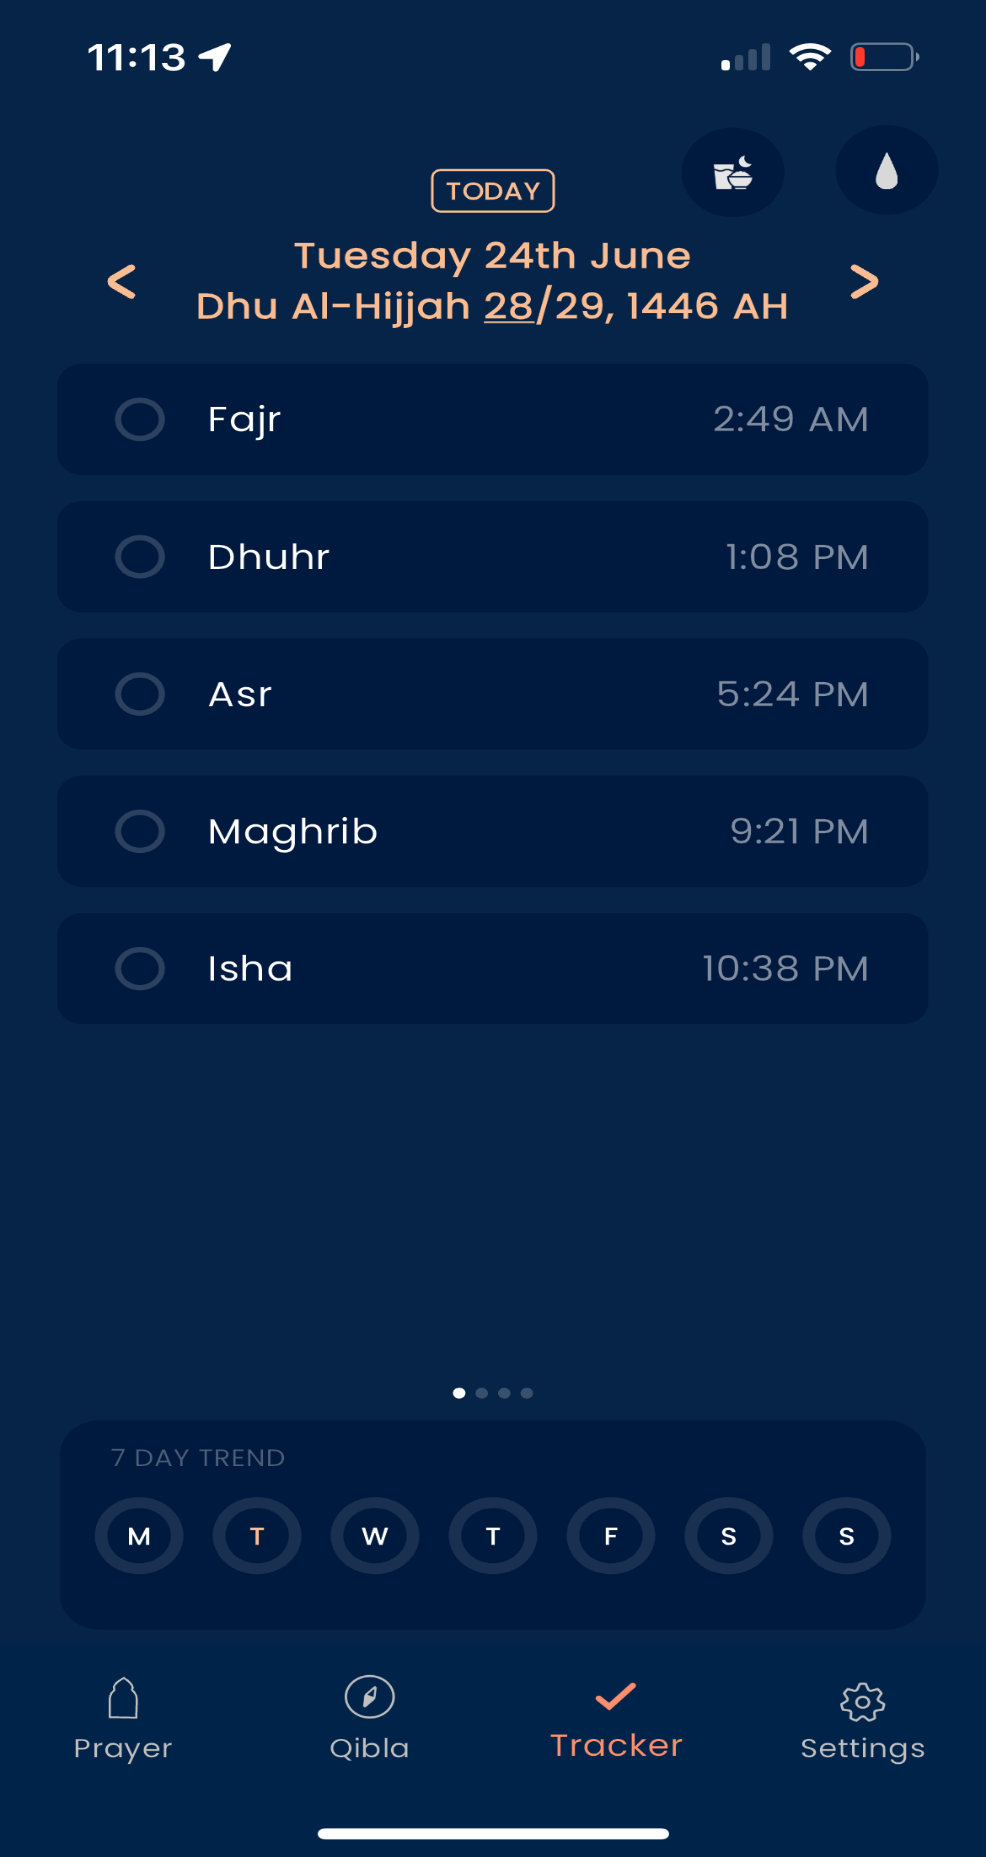 11:13
TODAY
Tuesday 24th June
< >
Dhu Al-Hijjah 28/29, 1446 AH
Fajr 2:49 AM
Dhuhr 1:08 PM
Asr 5:24 PM
Maghrib 9:21 PM
Isha 10:38 PM
7 DAY TREND
M T W T F S S
Prayer Qibla Tracker Settings